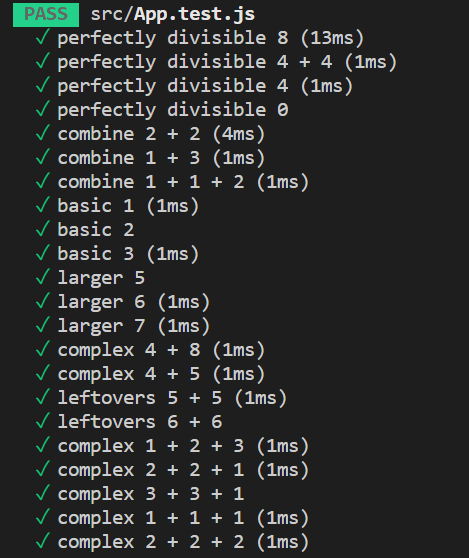 PASS src/App.test.js
✓ perfectly divisible 8 (13ms)
✓ perfectly divisible 4 + 4 (1ms)
✓ perfectly divisible 4 (1ms)
✓ perfectly divisible 0
✓ combine 2 + 2 (4ms)
✓ combine 1 + 3 (1ms)
✓ combine 1 + 1 + 2 (1ms)
✓ basic 1 (1ms)
✓ basic 2
✓ basic 3 (1ms)
✓ larger 5
✓ larger 6 (1ms)
✓ larger 7 (1ms)
✓ complex 4 + 8 (1ms)
✓ complex 4 + 5 (1ms)
✓ leftovers 5 + 5 (1ms)
✓ leftovers 6 + 6
✓ complex 1 + 2 + 3 (1ms)
✓ complex 2 + 2 + 1 (1ms)
✓ complex 3 + 3 + 1
✓ complex 1 + 1 + 1 (1ms)
✓ complex 2 + 2 + 2 (1ms)